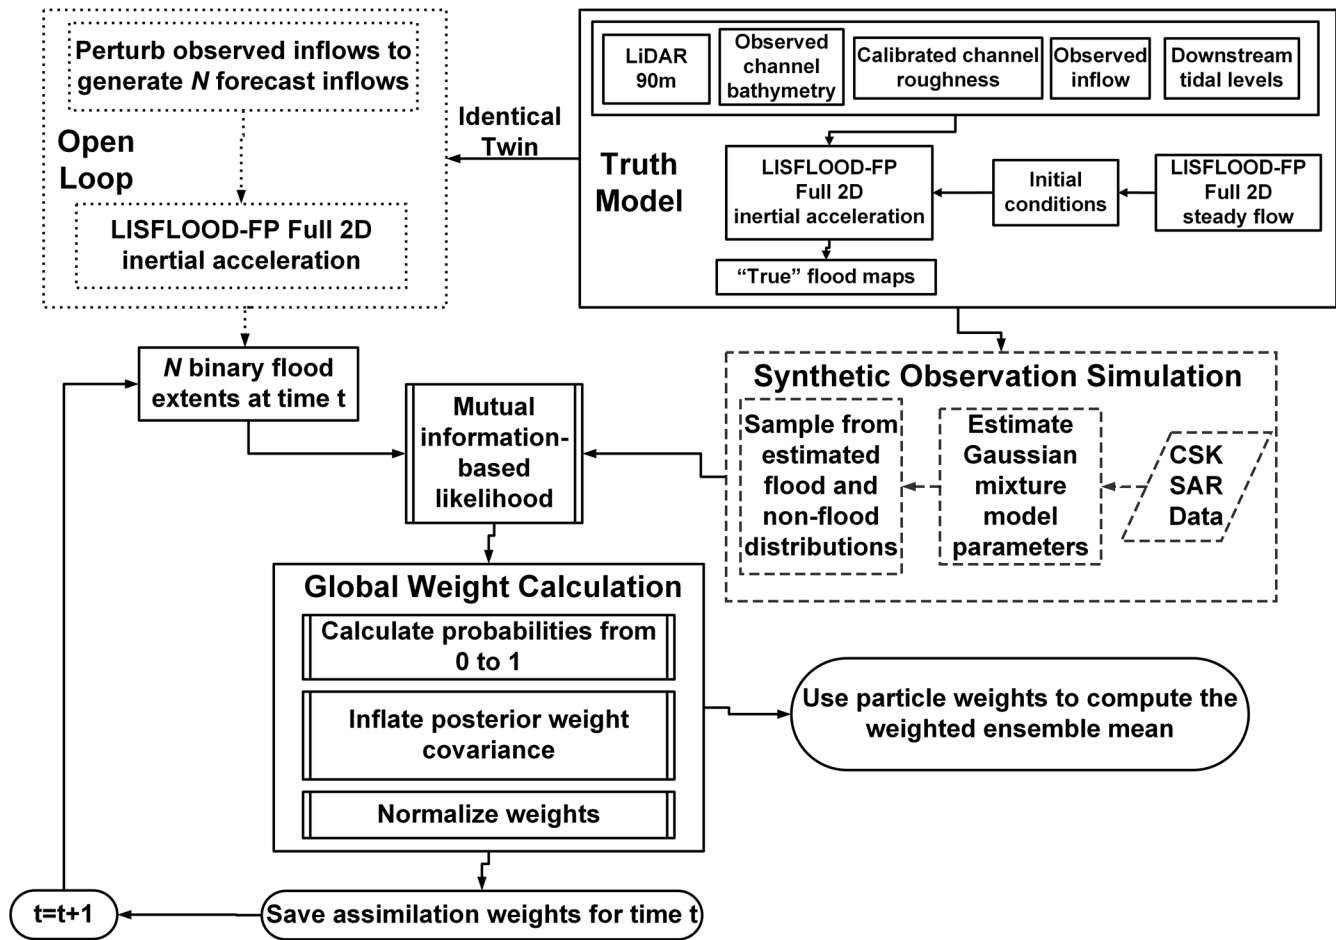 Perturb observed inflows to
generate N forecast inflows
Open
Loop
LISFLOOD-FP Full 2D
inertial acceleration
Identical
Twin
LiDAR
90m
Observed
channel
bathymetry
Calibrated channel
roughness
Observed
inflow
Downstream
tidal levels
Truth
Model
LISFLOOD-FP
Full 2D
inertial acceleration
Initial
conditions
LISFLOOD-FP
Full 2D
steady flow
“True” flood maps
N binary flood
extents at time t
Mutual
information-
based
likelihood
Synthetic Observation Simulation
Sample from
estimated
flood and
non-flood
distributions
Estimate
Gaussian
mixture
model
parameters
CSK
SAR
Data
Global Weight Calculation
Calculate probabilities from
0 to 1
Inflate posterior weight
covariance
Normalize weights
Use particle weights to compute the
weighted ensemble mean
t=t+1
Save assimilation weights for time t